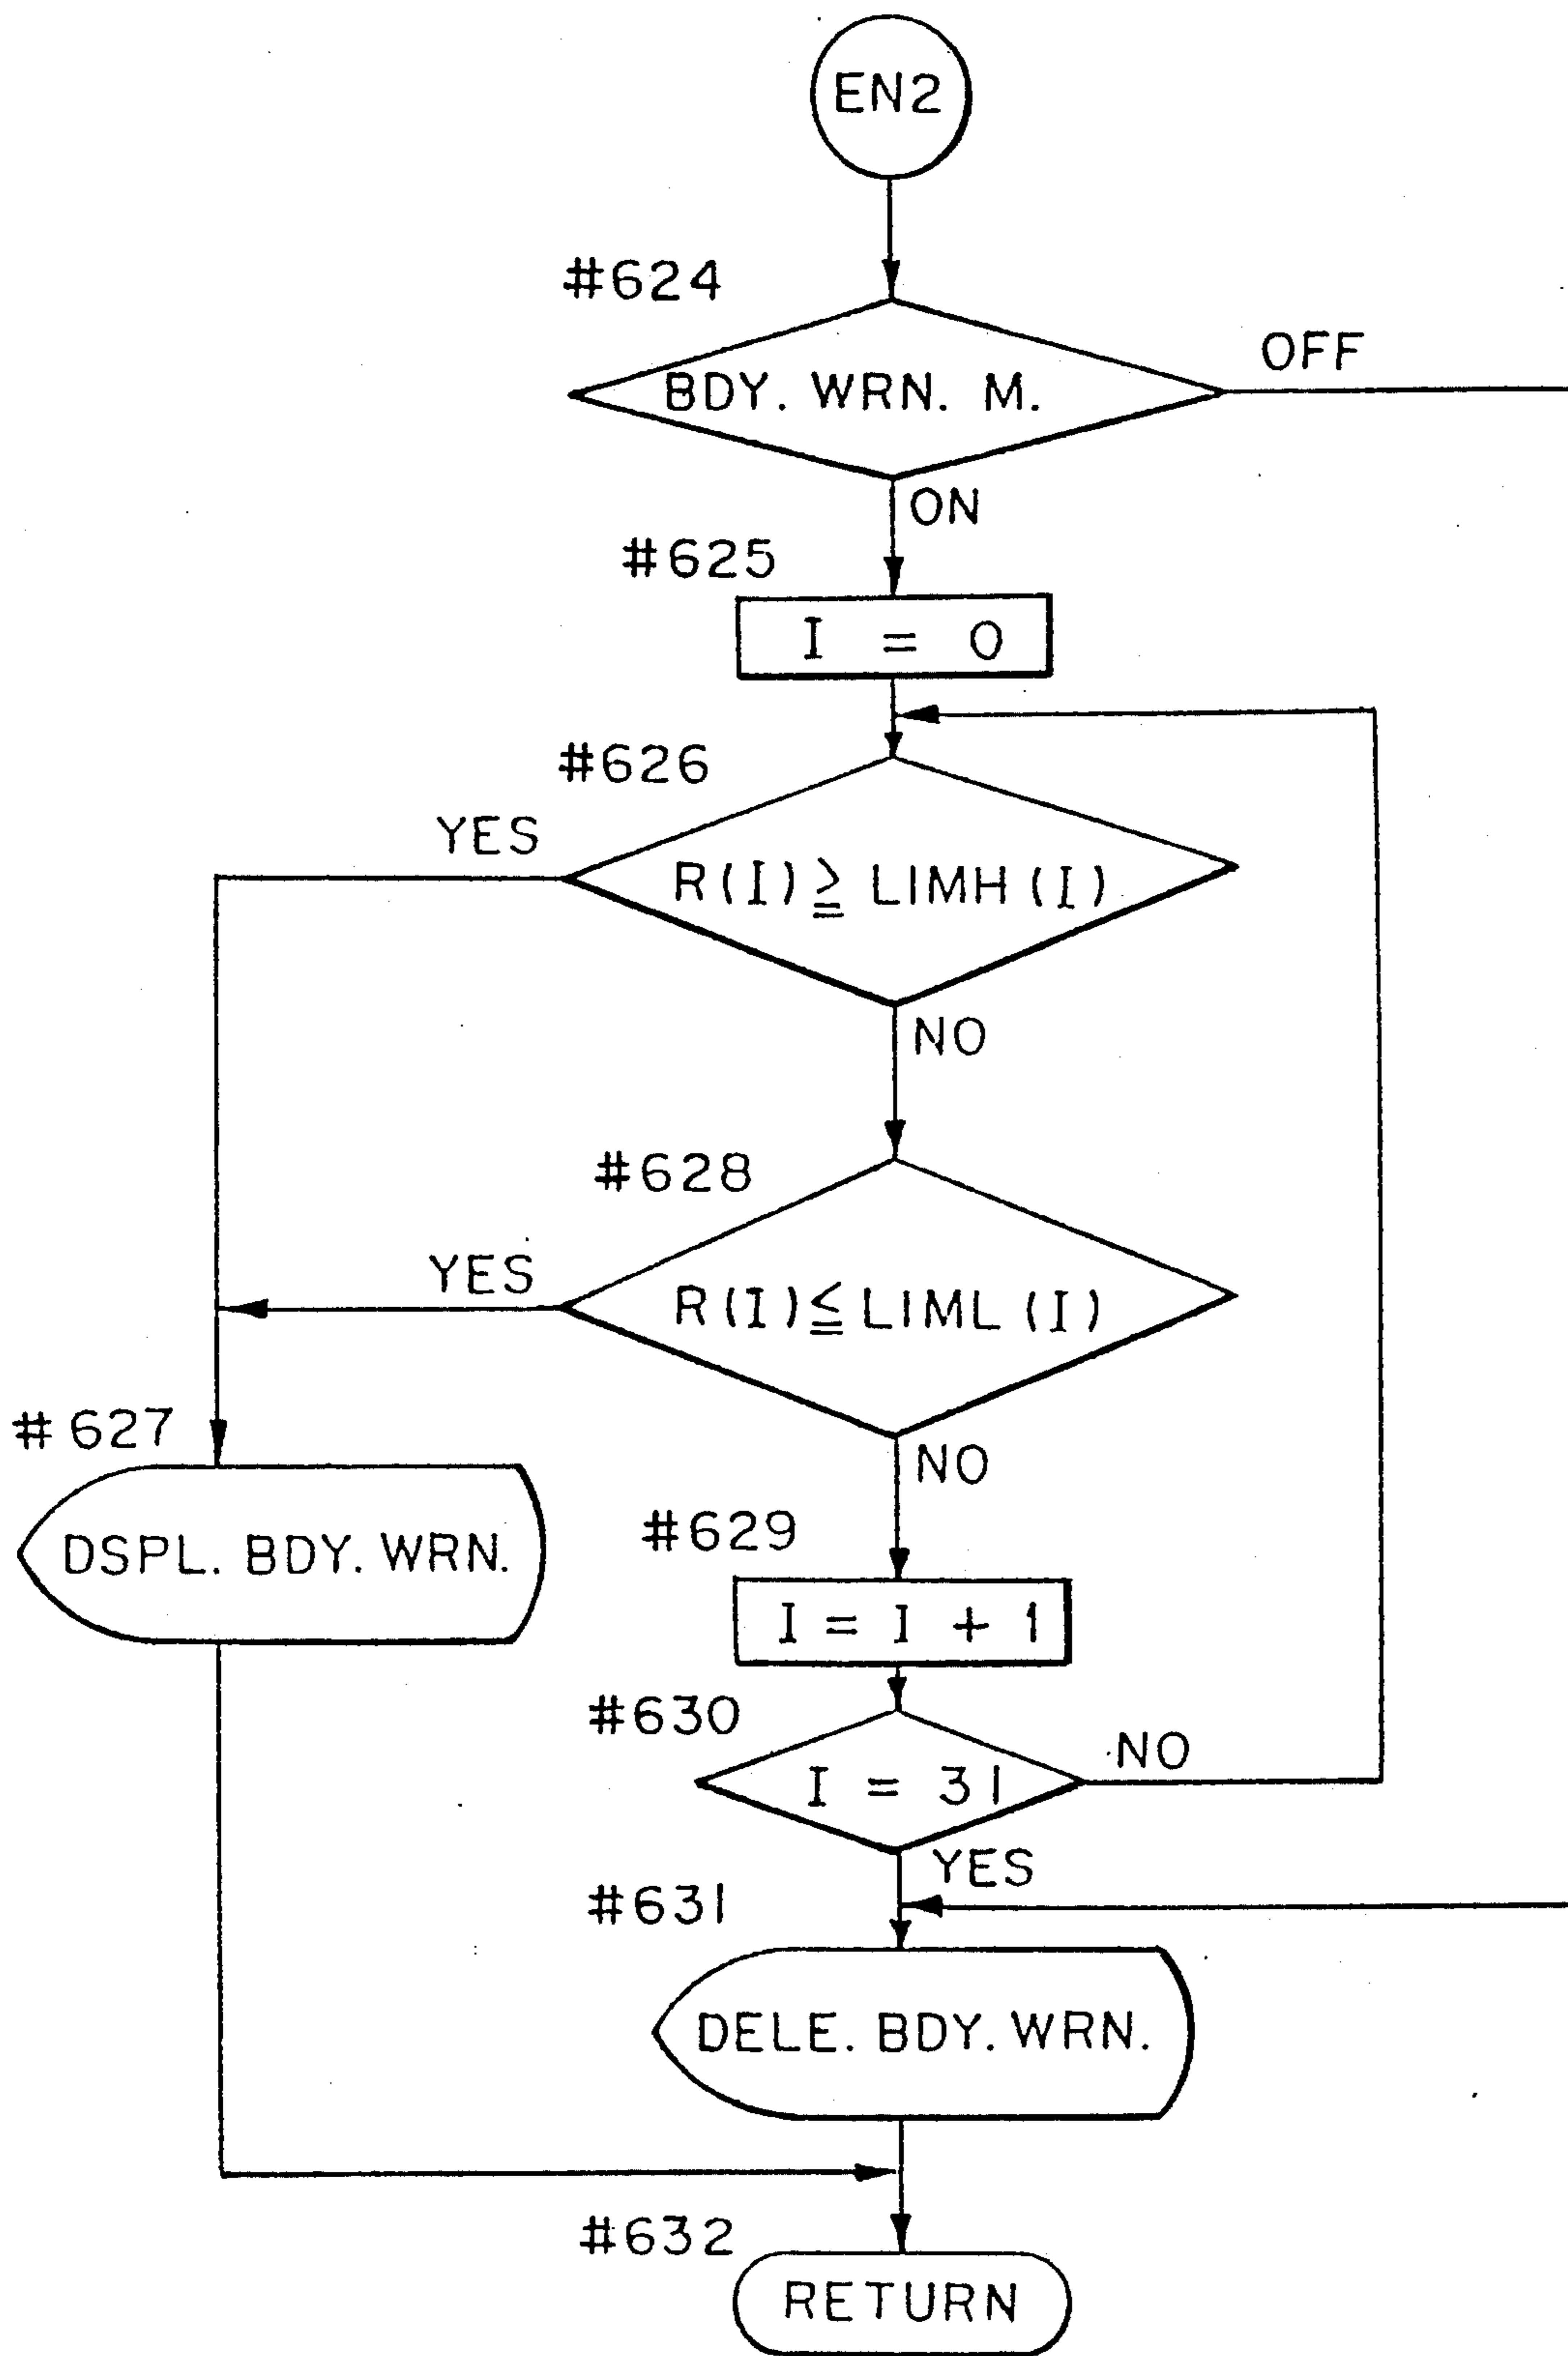 EN2
#624
BDY. WRN. M.
OFF
ON
#625
I = 0
#626
YES
R(I) ≧ LIMH (I)
NO
#628
YES
R(I) ≦ LIML (I)
#627
NO
DSPL. BDY. WRN.
#629
I = I + 1
#630
I = 31
NO
YES
#631
DELE. BDY. WRN.
#632
RETURN